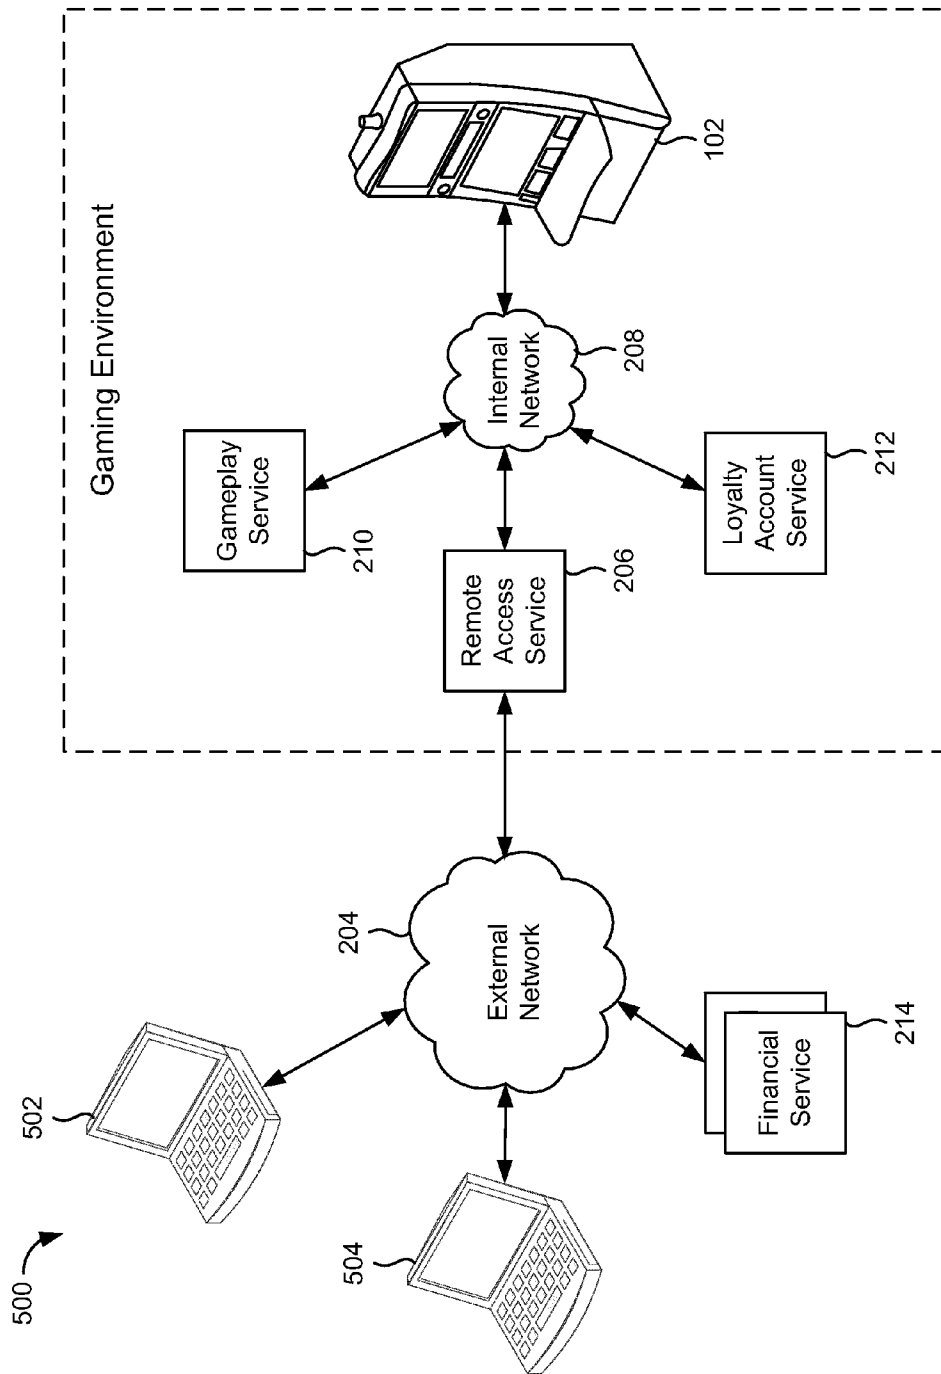 500
502
504
204
External
Network
Financial
Service
214
Gaming Environment
Gameplay
Service
210
Remote
Access
Service
206
Internal
Network
208
Loyalty
Account
Service
212
102